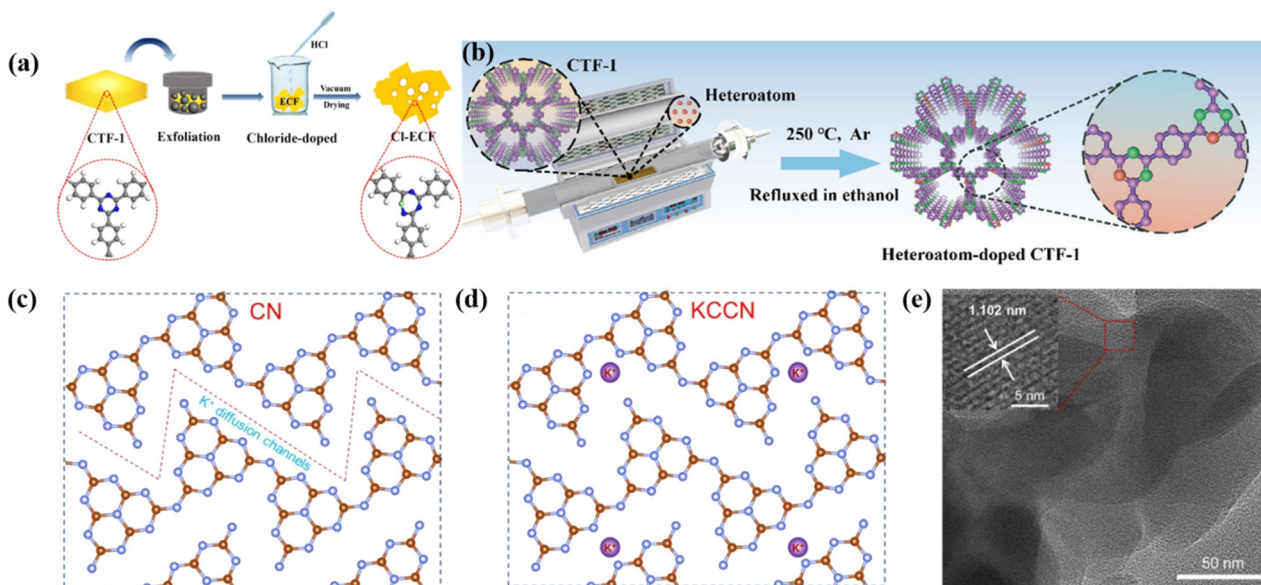 (a)
HCl
ECF
Vacuum
Drying
CTF-1
Exfoliation
Chloride-doped
Cl-ECF
(b)
CTF-1
Heteroatom
250 °C, Ar
Refluxed in ethanol
Heteroatom-doped CTF-1
(c)
CN
K⁺ diffusion channels
(d)
KCCN
K⁺
K⁺
K⁺
K⁺
(e)
1.102 nm
5 nm
50 nm